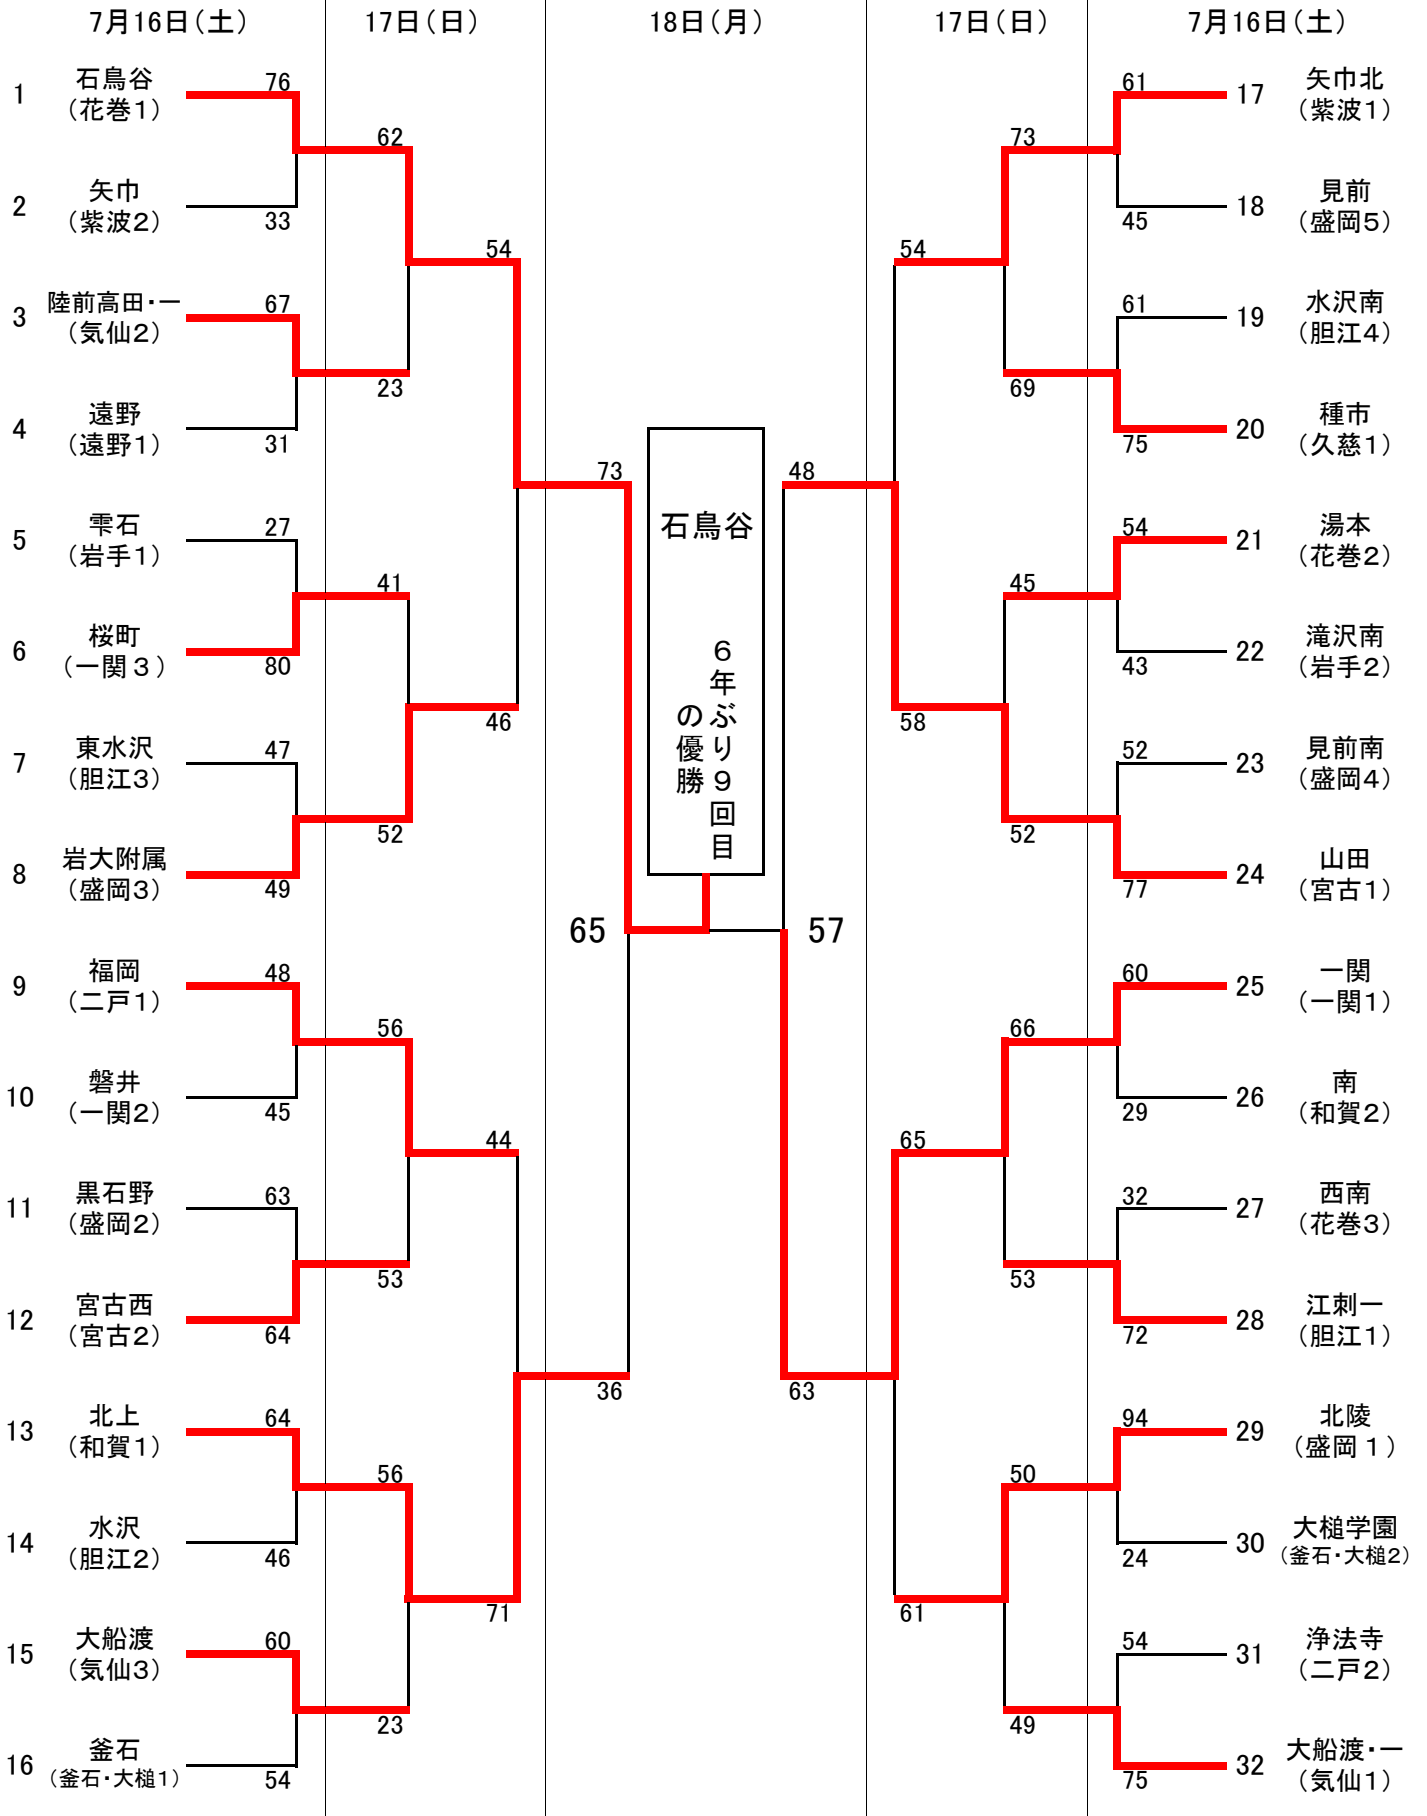 7月16日（土）
17日（日）
18日（月）
17日（日）
7月16日（土）
1
石鳥谷
（花巻1）
76
2
矢巾
（紫波2）
33
62
3
陸前高田・一
（気仙2）
67
4
遠野
（遠野1）
31
23
54
5
雫石
（岩手1）
27
6
桜町
（一関３）
80
41
7
東水沢
（胆江3）
47
8
岩大附属
（盛岡3）
49
52
46
73
9
福岡
（二戸1）
48
10
磐井
（一関2）
45
56
11
黒石野
（盛岡2）
63
12
宮古西
（宮古2）
64
53
44
13
北上
（和賀1）
64
14
水沢
（胆江2）
46
56
15
大船渡
（気仙3）
60
16
釜石
（釜石・大槌1）
54
23
71
36
65
石鳥谷
６年ぶり９回目
の優勝
57
48
63
54
58
65
61
73
69
45
52
66
53
50
49
61
17
矢巾北
（紫波1）
45
18
見前
（盛岡5）
61
19
水沢南
（胆江4）
75
20
種市
（久慈1）
54
21
湯本
（花巻2）
43
22
滝沢南
（岩手2）
52
23
見前南
（盛岡4）
77
24
山田
（宮古1）
60
25
一関
（一関1）
29
26
南
（和賀2）
32
27
西南
（花巻3）
72
28
江刺一
（胆江1）
94
29
北陵
（盛岡１）
24
30
大槌学園
（釜石・大槌2）
54
31
浄法寺
（二戸2）
75
32
大船渡・一
（気仙1）